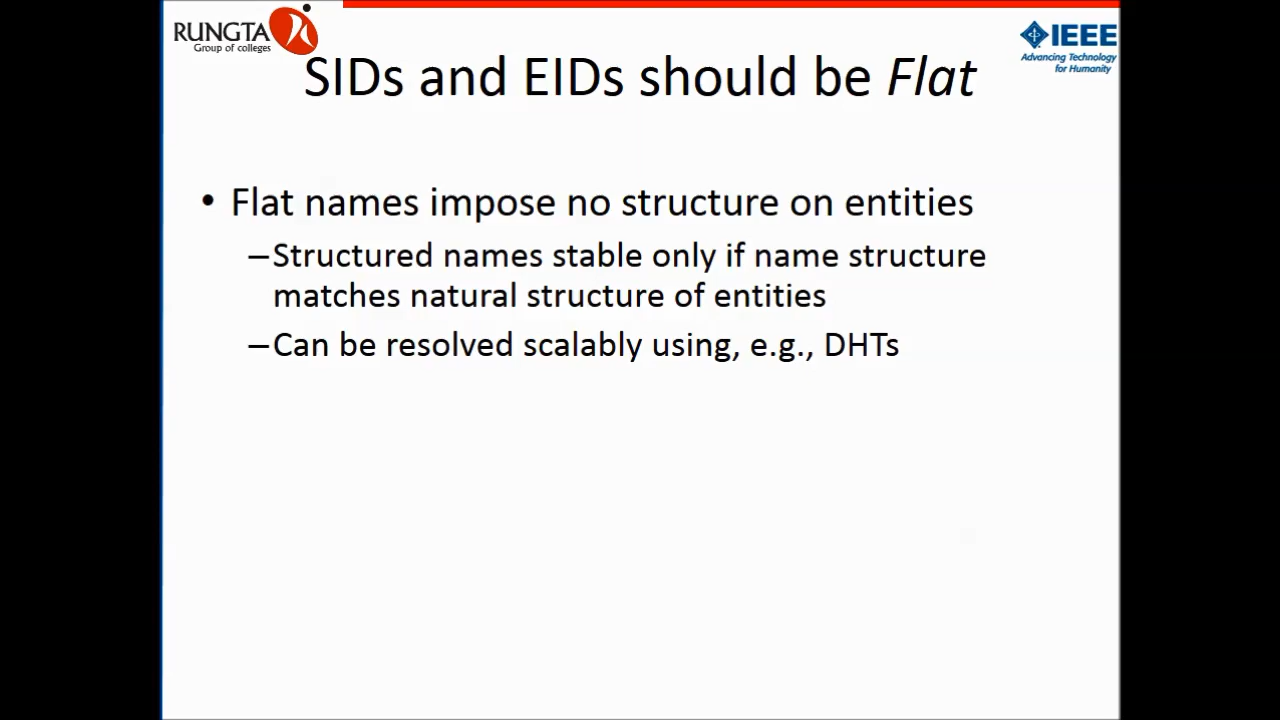 RUNGTA
Group of colleges
IEEE
Advancing Technology
for Humanity
SIDs and EIDs should be Flat
• Flat names impose no structure on entities
–Structured names stable only if name structure
matches natural structure of entities
–Can be resolved scalably using, e.g., DHTs